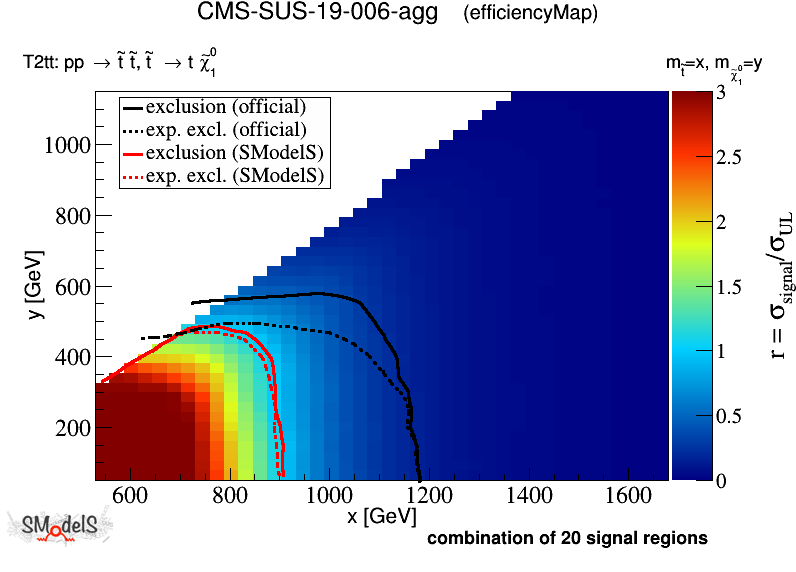 CMS-SUS-19-006-agg (efficiencyMap)
T2tt: pp → t̃ t̃, t̃ → t χ̃₁⁰
m_t̃=x, m_χ̃₁⁰=y
exclusion (official)
exp. excl. (official)
exclusion (SModelS)
exp. excl. (SModelS)
y [GeV]
1000
800
600
400
200
600 800 1000 1200 1400 1600
x [GeV]
3
2.5
2
1.5
1
0.5
0
r = σ_signal/σ_UL
SModelS
combination of 20 signal regions